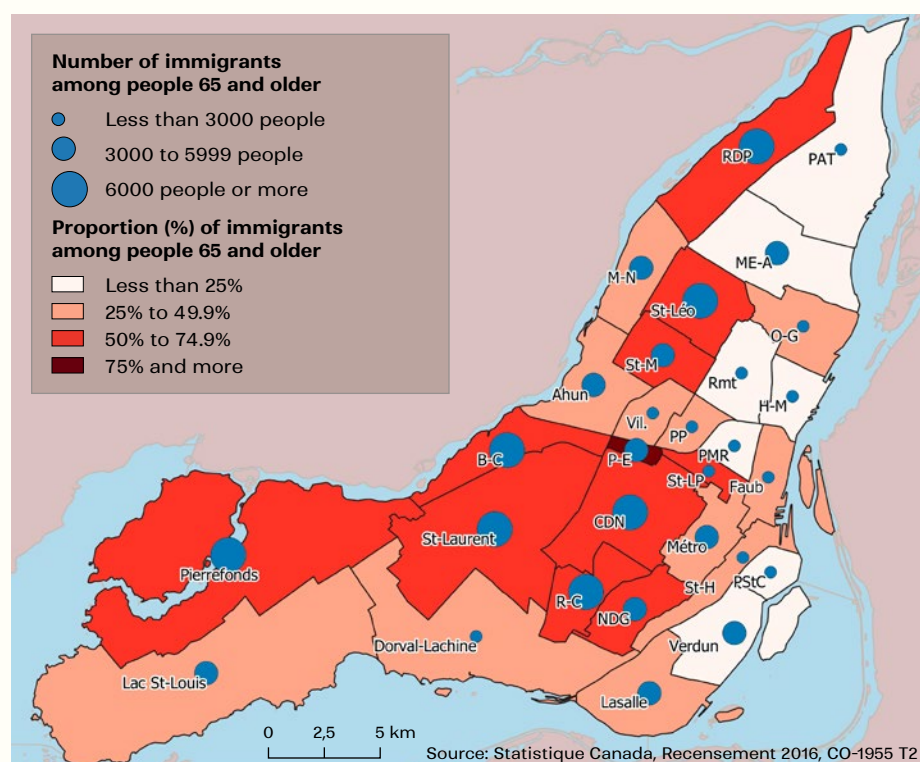 Number of immigrants
among people 65 and older
Less than 3000 people
3000 to 5999 people
6000 people or more
Proportion (%) of immigrants
among people 65 and older
Less than 25%
25% to 49.9%
50% to 74.9%
75% and more
RDP
PAT
ME-A
M-N
St-Léo
O-G
St-M
Rmt
Ahun
H-M
Vil.
PP
PMR
B-C
P-E
St-LP
Faub
CDN
St-Laurent
Métro
Pierrefonds
St-H
PStC
R-C
NDG
Dorval-Lachine
Verdun
Lac St-Louis
Lasalle
0 2,5 5 km
Source: Statistique Canada, Recensement 2016, CO-1955 T2